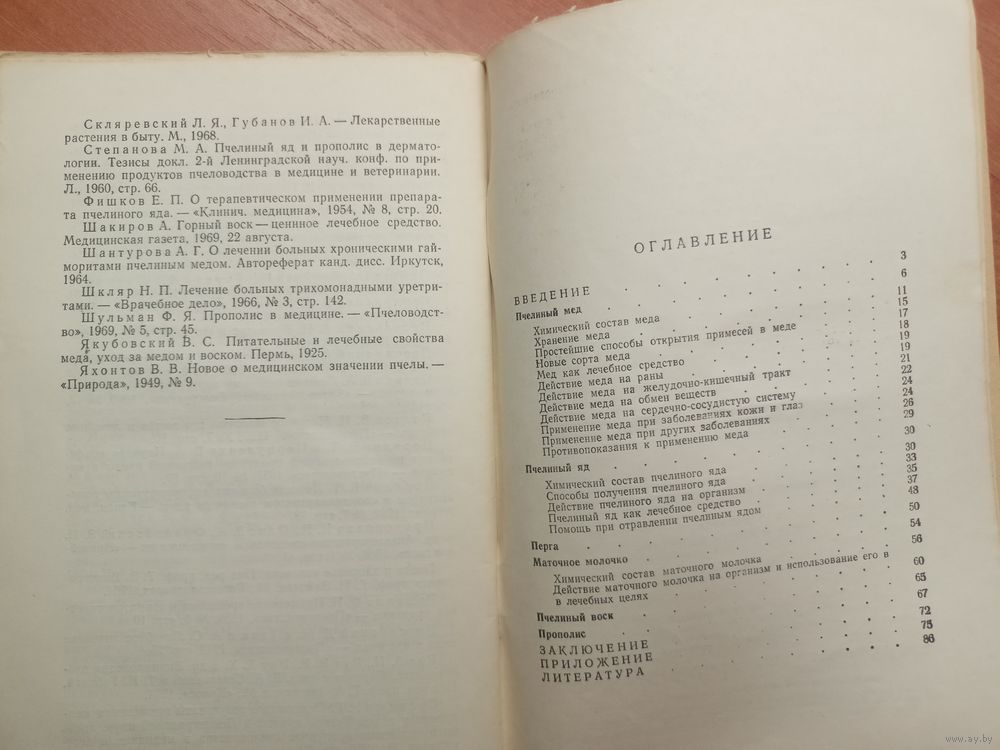 Скляревский Л. Я., Губанов И. А. — Лекарственные
растения в быту. М., 1968.
Степанова М. А. Пчелиный яд и прополис в дермато-
логии. Тезисы докл. 2-й Ленинградской науч. конф. по при-
менению продуктов пчеловодства в медицине и ветеринарии.
Л., 1960, стр. 66.
Фишков Е. П. О терапевтическом применении препара-
та пчелиного яда. — «Клинич. медицина», 1954, № 8, стр. 20.
Шакиров А. Горный воск — ценнное лечебное средство.
Медицинская газета, 1969, 22 августа.
Шантурова А. Г. О лечении больных хроническими гай-
моритами пчелиным медом. Автореферат канд. дисс. Иркутск,
1964.
Шкляр Н. П. Лечение больных трихомонадными уретри-
тами. — «Врачебное дело», 1966, № 3, стр. 142.
Шульман Ф. Я. Прополис в медицине. — «Пчеловодст-
во», 1969, № 5, стр. 45.
Якубовский В. С. Питательные и лечебные свойства
меда, уход за медом и воском. Пермь, 1925.
Яхонтов В. В. Новое о медицинском значении пчелы. —
«Природа», 1949, № 9.
ОГЛАВЛЕНИЕ
ВВЕДЕНИЕ 3
Пчелиный мед 6
Химический состав меда 11
Хранение меда 15
Простейшие способы открытия примесей в меде 17
Новые сорта меда 18
Мед как лечебное средство 19
Действие меда на раны 19
Действие меда на желудочно-кишечный тракт 21
Действие меда на обмен веществ 22
Действие меда на сердечно-сосудистую систему 24
Применение меда при заболеваниях кожи и глаз 24
Применение меда при других заболеваниях 26
Противопоказания к применению меда 29
Пчелиный яд 30
Химический состав пчелиного яда 30
Способы получения пчелиного яда 33
Действие пчелиного яда на организм 35
Пчелиный яд как лечебное средство 37
Помощь при отравлении пчелиным ядом 48
Перга 50
Маточное молочко 54
Химический состав маточного молочка 56
Действие маточного молочка на организм и использование его в
в лечебных целях 60
Пчелиный воск 65
Прополис 67
ЗАКЛЮЧЕНИЕ 72
ПРИЛОЖЕНИЕ 75
ЛИТЕРАТУРА 86
www.ay.by